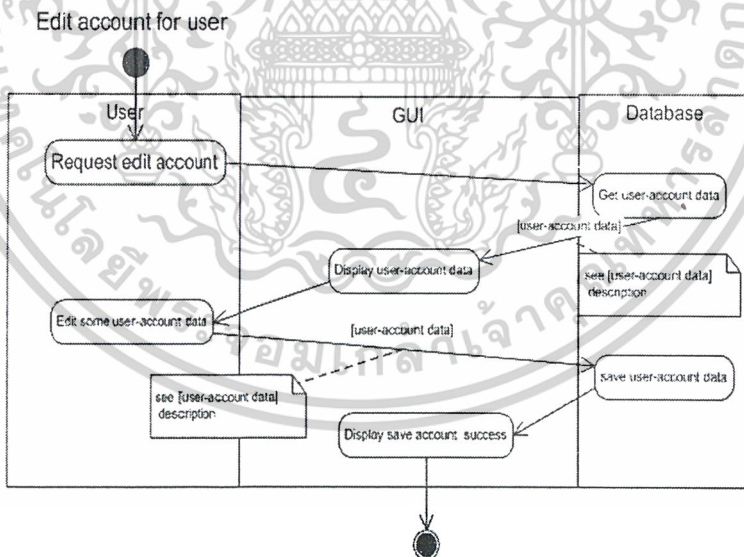 Edit account for user
User
GUI
Database
Request edit account
Get user-account data
[user-account data]
Display user-account data
see [user-account data]
description
Edit some user-account data
[user-account data]
save user-account data
see [user-account data]
description
Display save account success